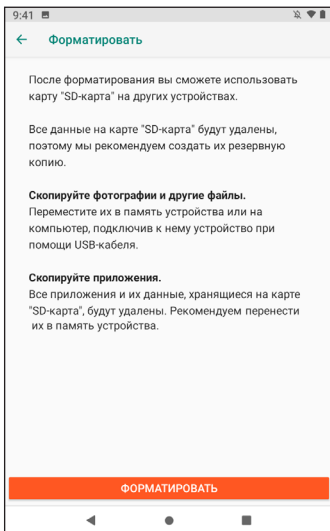 9:41
Форматировать
После форматирования вы сможете использовать
карту "SD-карта" на других устройствах.
Все данные на карте "SD-карта" будут удалены,
поэтому мы рекомендуем создать их резервную
копию.
Скопируйте фотографии и другие файлы.
Переместите их в память устройства или на
компьютер, подключив к нему устройство при
помощи USB-кабеля.
Скопируйте приложения.
Все приложения и их данные, хранящиеся на карте
"SD-карта", будут удалены. Рекомендуем перенести
их в память устройства.
ФОРМАТИРОВАТЬ